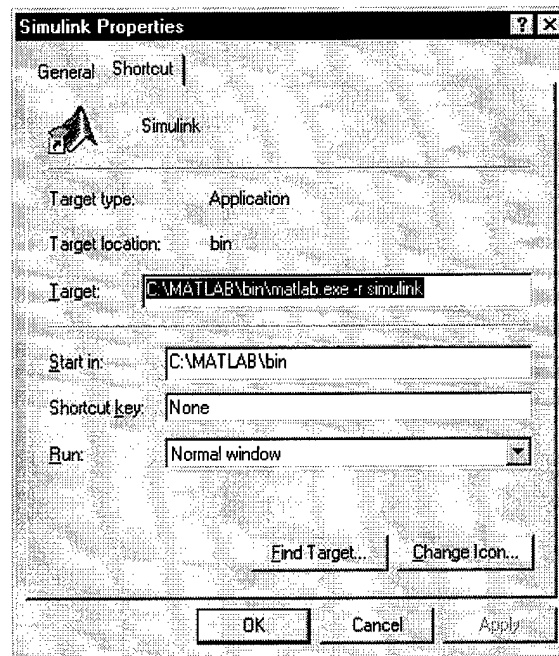 Simulink Properties
General Shortcut
Simulink
Target type: Application
Target location: bin
Target: C:\MATLAB\bin\matlab.exe -r simulink
Start in: C:\MATLAB\bin
Shortcut key: None
Run: Normal window
Find Target... Change Icon...
OK Cancel Apply